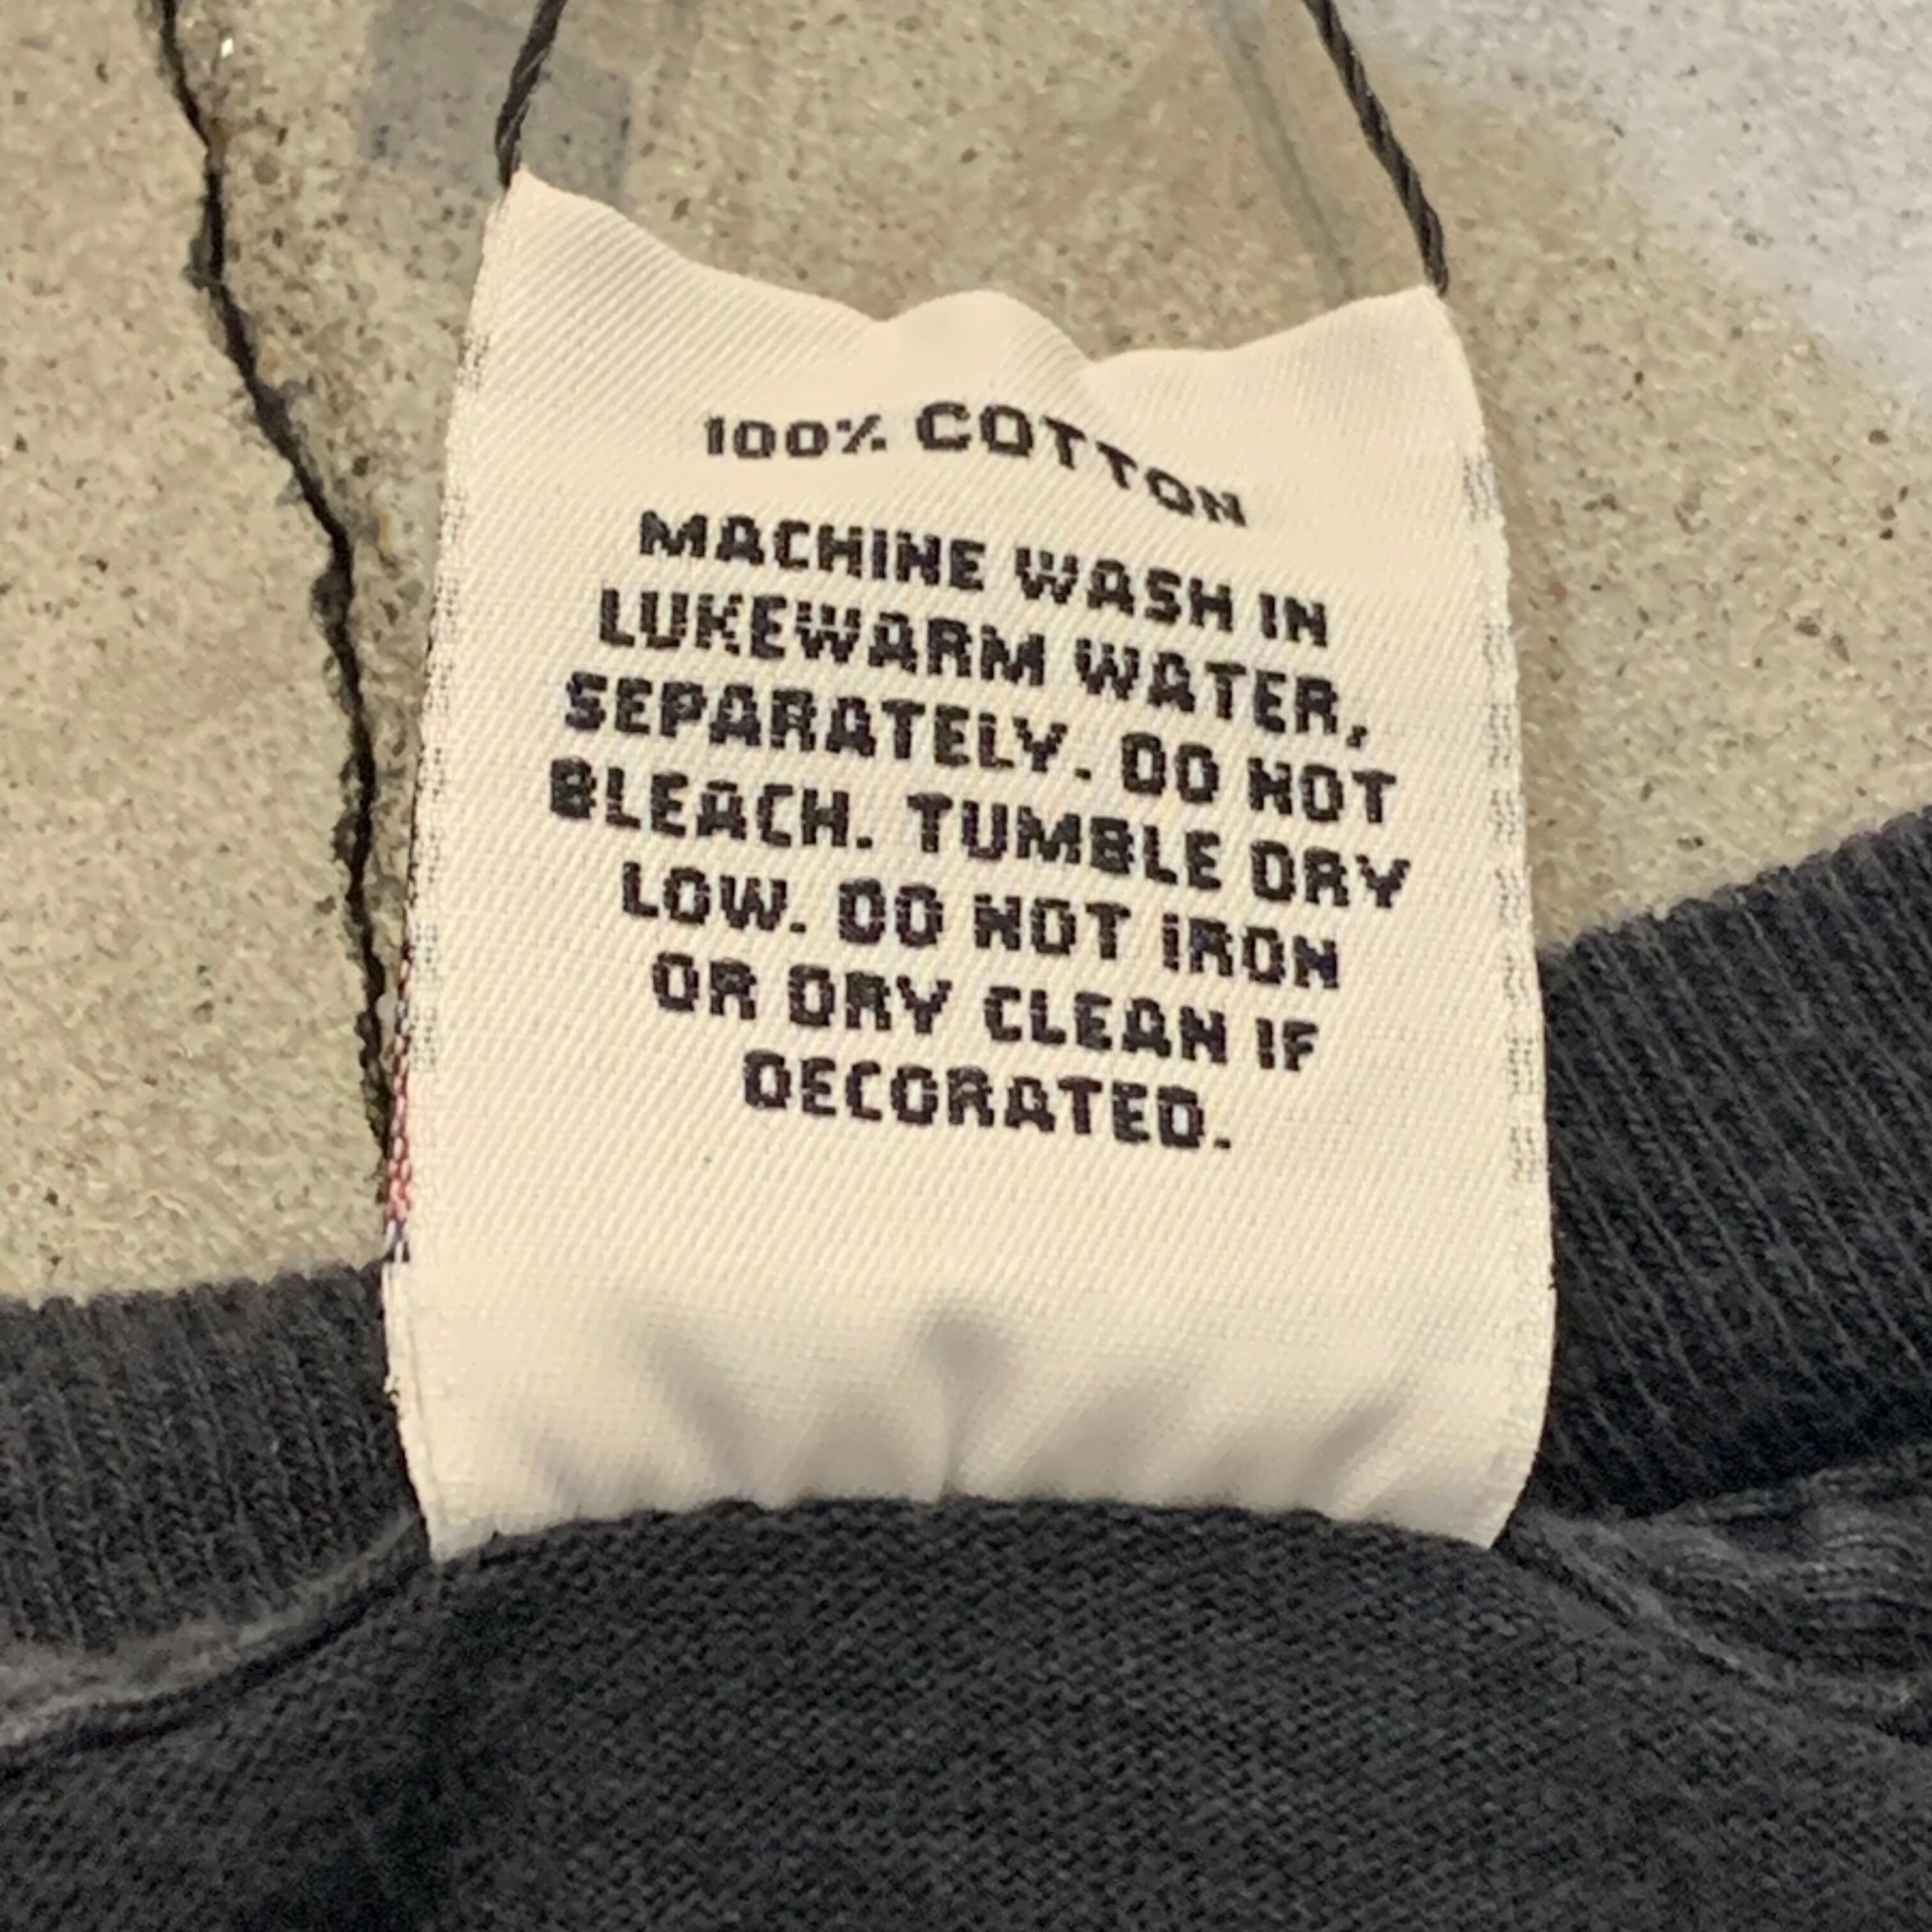 100% COTTON
MACHINE WASH IN
LUKEWARM WATER,
SEPARATELY. DO NOT
BLEACH. TUMBLE DRY
LOW. DO NOT IRON
OR DRY CLEAN IF
DECORATED.